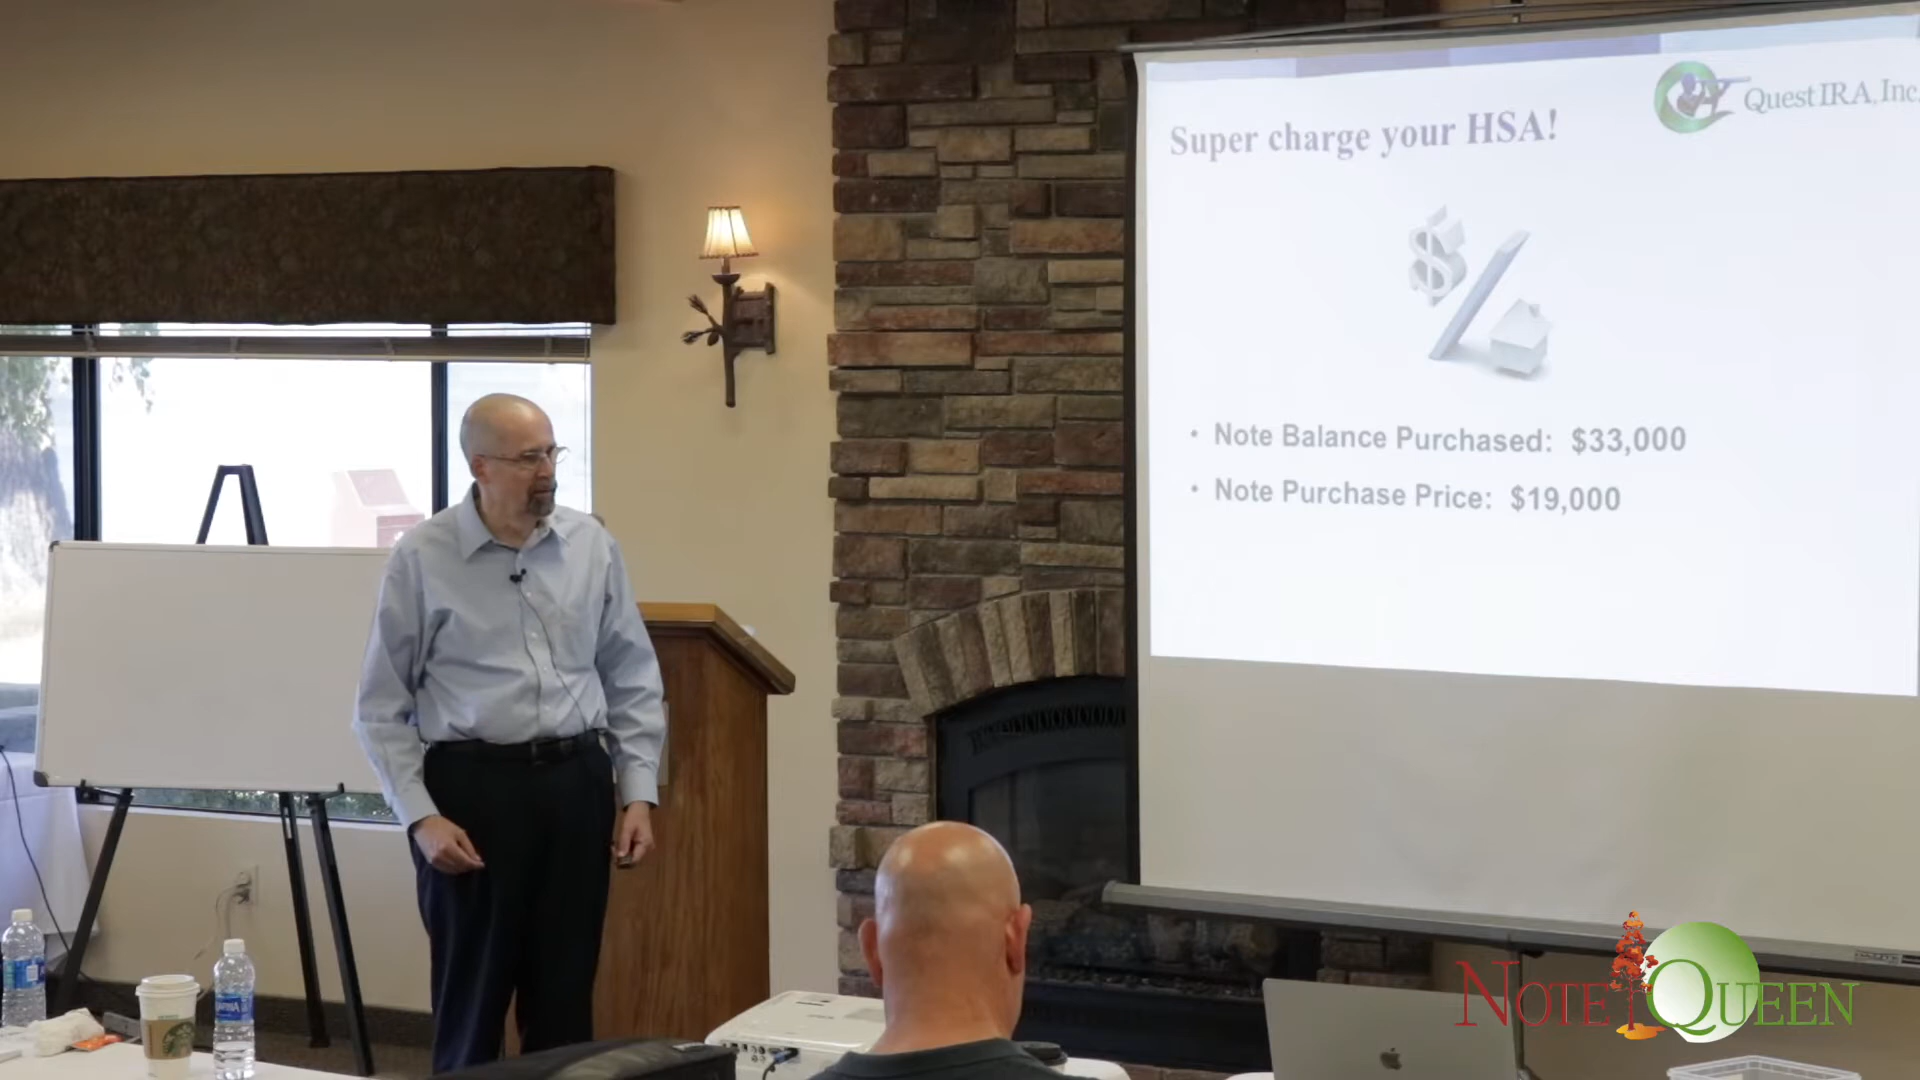 Quest IRA, Inc.
Super charge your HSA!
• Note Balance Purchased: $33,000
• Note Purchase Price: $19,000
NOTE QUEEN